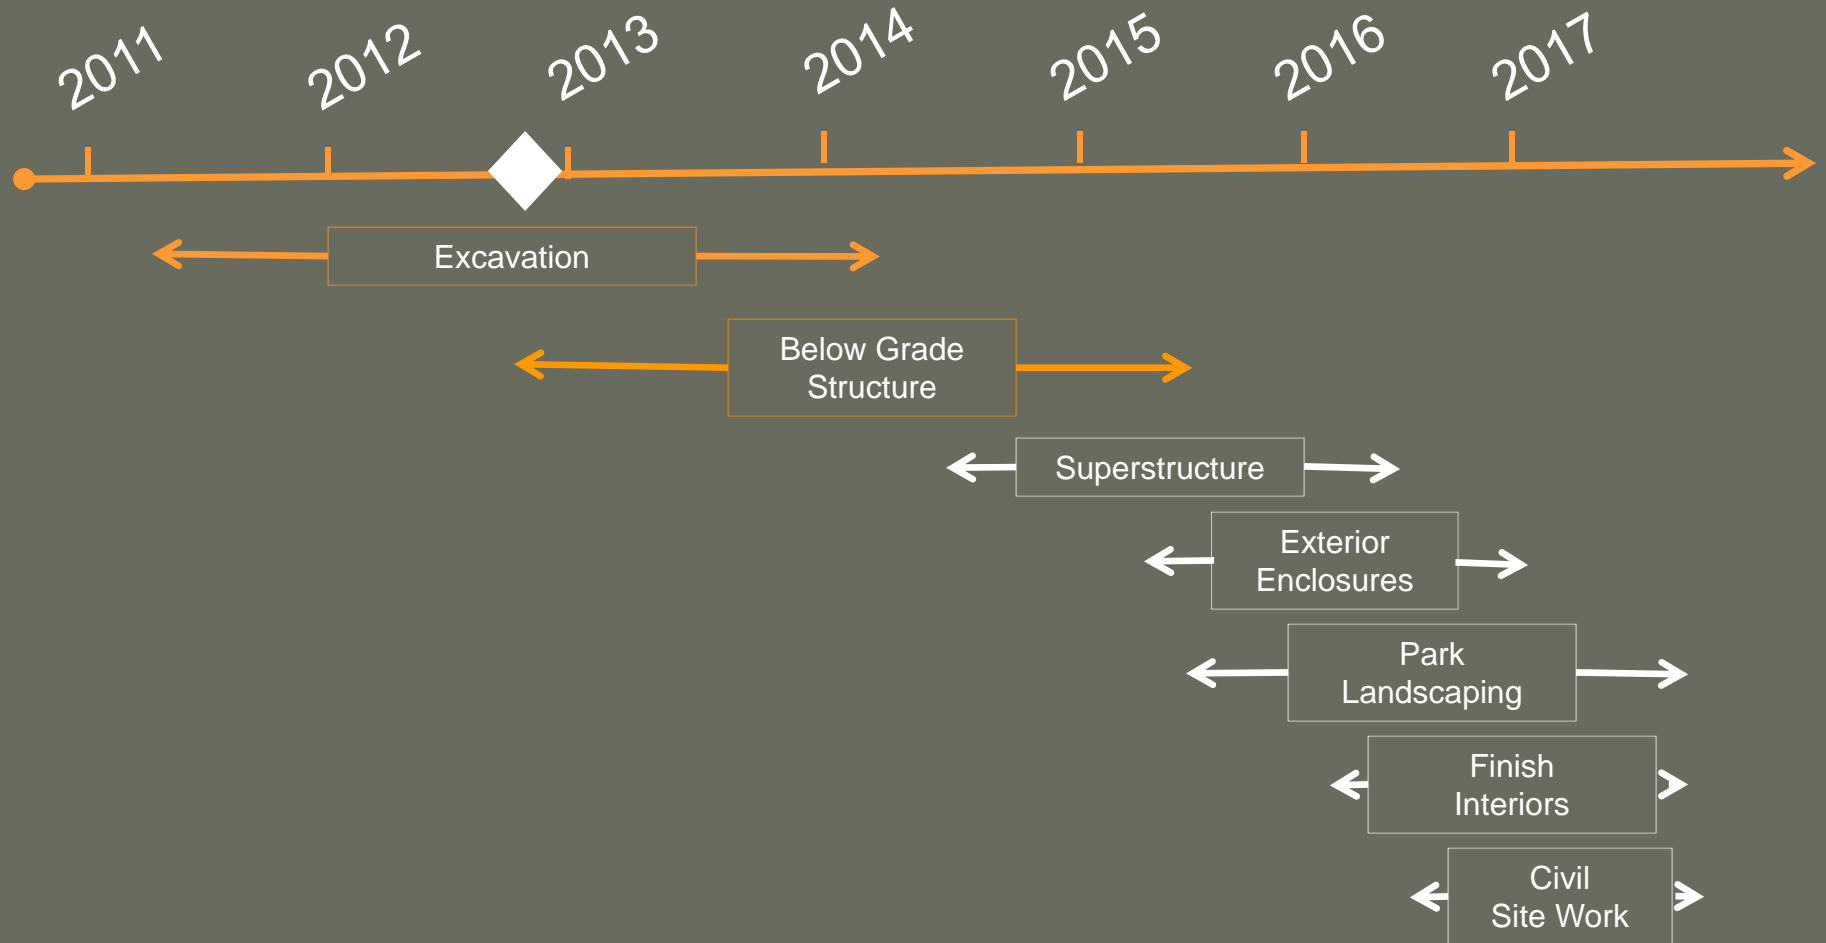 2011
2012
2013
2014
2015
2016
2017
Excavation
Below Grade
Structure
Superstructure
Exterior
Enclosures
Park
Landscaping
Finish
Interiors
Civil
Site Work